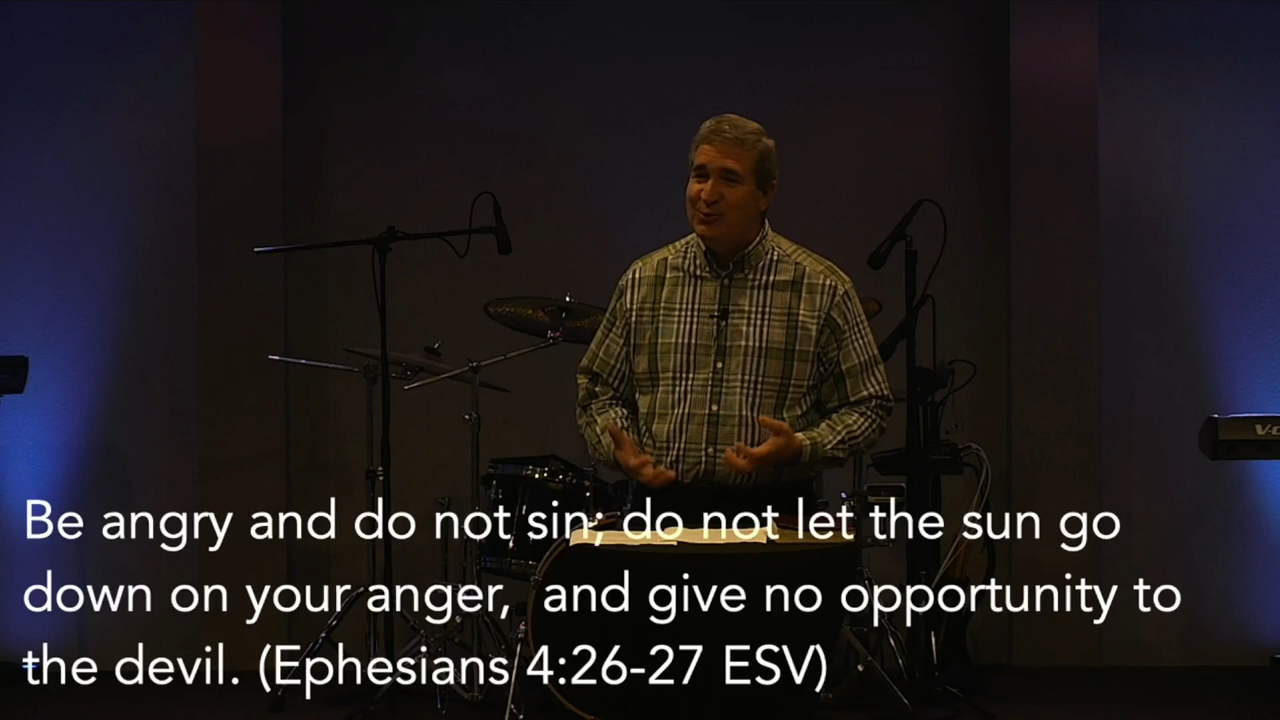 Be angry and do not sin; do not let the sun go
down on your anger,  and give no opportunity to
the devil. (Ephesians 4:26-27 ESV)